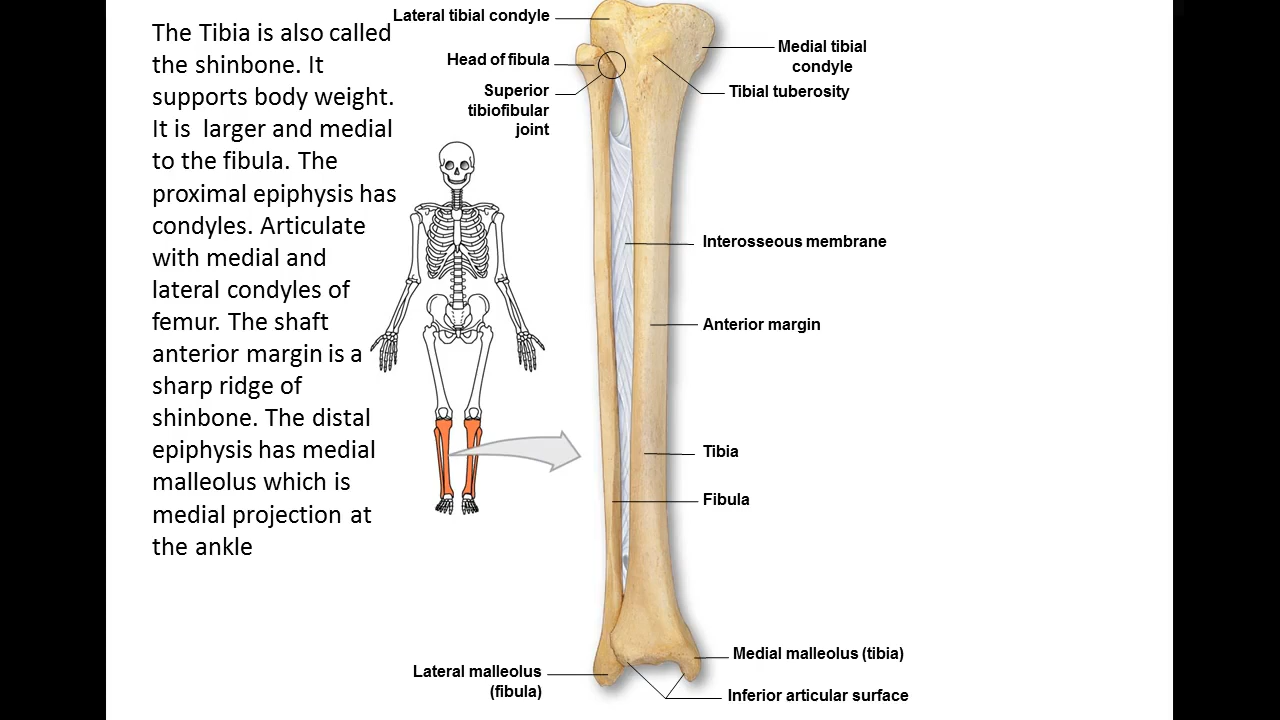 The Tibia is also called
the shinbone. It
supports body weight.
It is  larger and medial
to the fibula. The
proximal epiphysis has
condyles. Articulate
with medial and
lateral condyles of
femur. The shaft
anterior margin is a
sharp ridge of
shinbone. The distal
epiphysis has medial
malleolus which is
medial projection at
the ankle
Lateral tibial condyle
Head of fibula
Superior
tibiofibular
joint
Medial tibial
condyle
Tibial tuberosity
Interosseous membrane
Anterior margin
Tibia
Fibula
Lateral malleolus
(fibula)
Medial malleolus (tibia)
Inferior articular surface